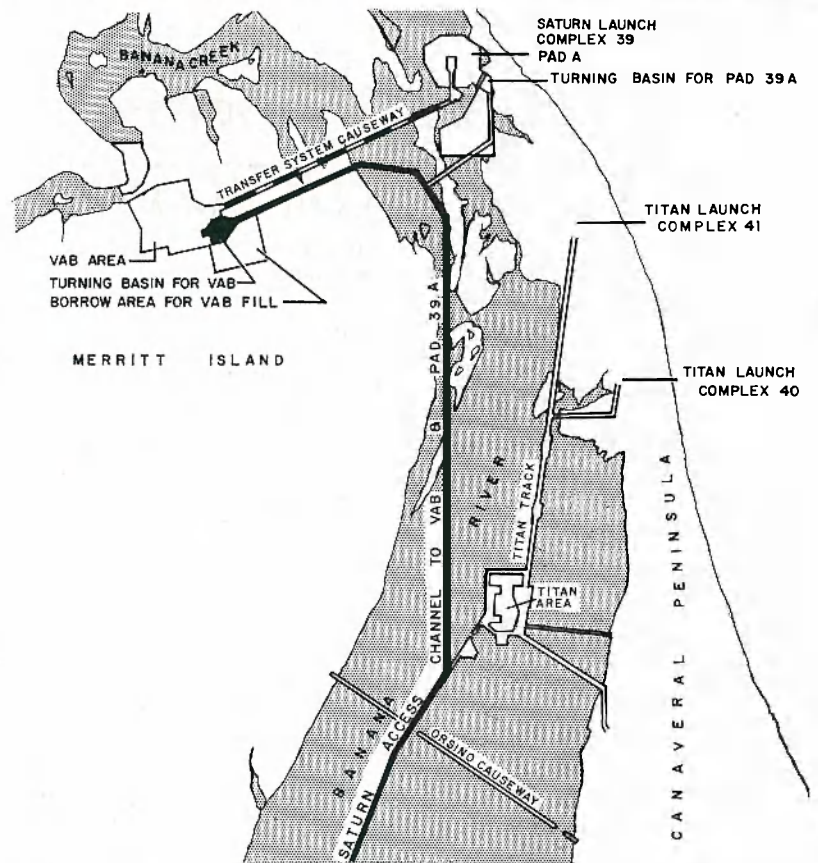 SATURN LAUNCH
COMPLEX 39
PAD A
BANANA CREEK
TURNING BASIN FOR PAD 39 A
TRANSFER SYSTEM CAUSEWAY
TITAN LAUNCH
COMPLEX 41
VAB AREA
TURNING BASIN FOR VAB
BORROW AREA FOR VAB FILL
MERRITT ISLAND
TITAN LAUNCH
COMPLEX 40
SATURN ACCESS CHANNEL TO VAB & PAD 39 A
BANANA RIVER
TITAN TRACK
TITAN
AREA
ORSINO CAUSEWAY
CANAVERAL PENINSULA